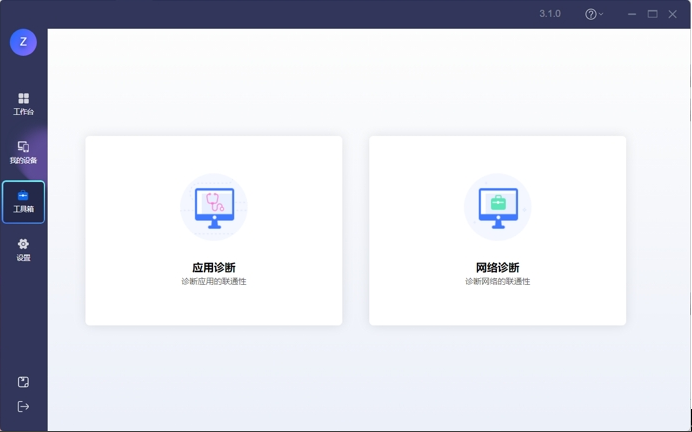 3.1.0
Z
工作台
我的设备
工具箱
设置
应用诊断
诊断应用的联通性
网络诊断
诊断网络的联通性